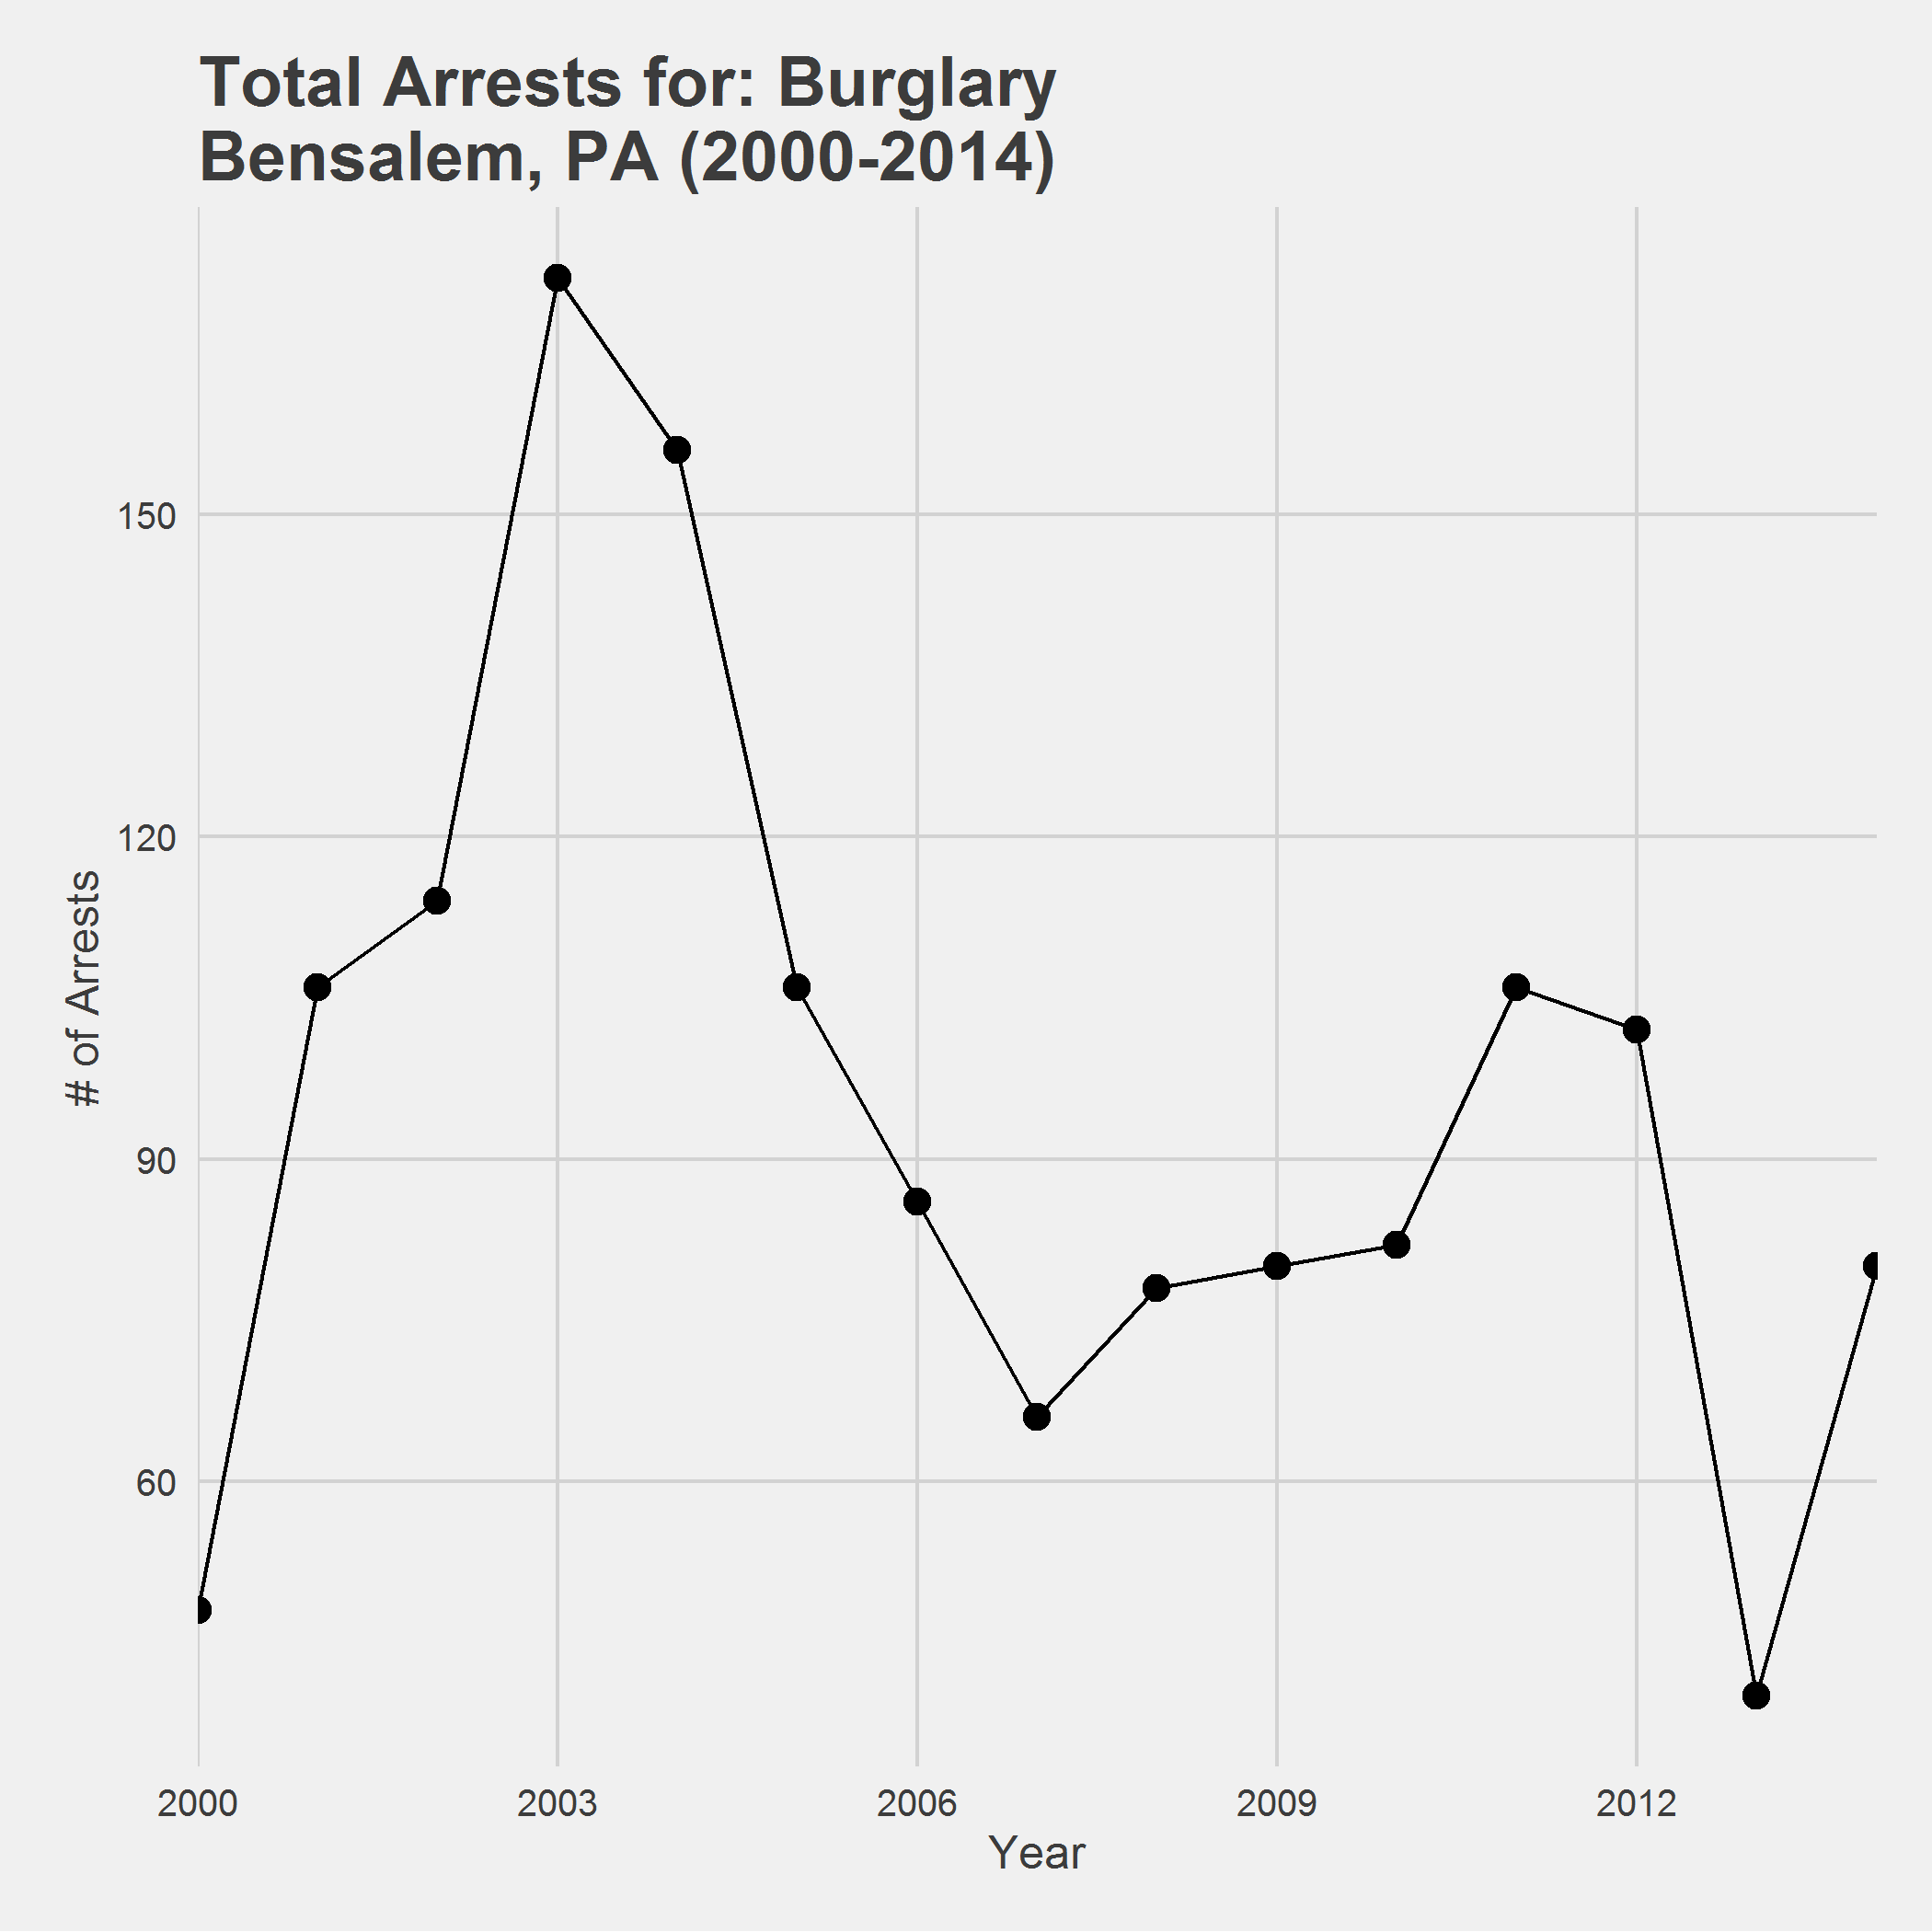 Total Arrests for: Burglary
Bensalem, PA (2000-2014)
150
120
90
60
# of Arrests
2000 2003 2006 2009 2012
Year